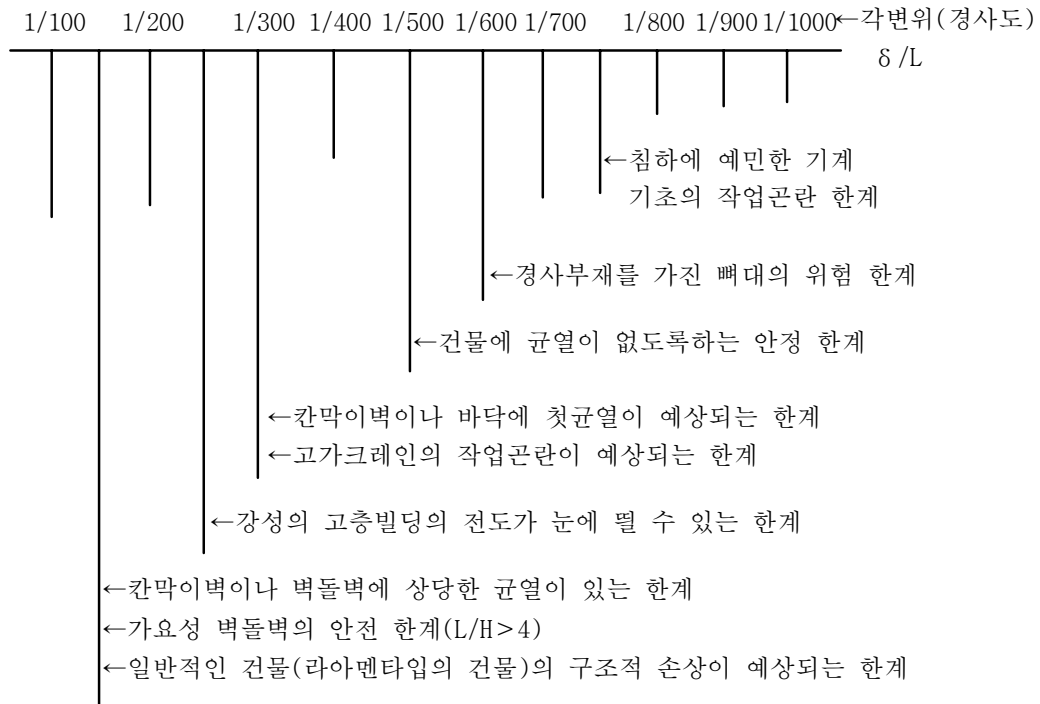 1/100 1/200 1/300 1/400 1/500 1/600 1/700 1/800 1/900 1/1000←각변위(경사도)
δ/L
←침하에 예민한 기계
기초의 작업곤란 한계
←경사부재를 가진 뼈대의 위험 한계
←건물에 균열이 없도록하는 안정 한계
←칸막이벽이나 바닥에 첫균열이 예상되는 한계
←고가크레인의 작업곤란이 예상되는 한계
←강성의 고층빌딩의 전도가 눈에 띌 수 있는 한계
←칸막이벽이나 벽돌벽에 상당한 균열이 있는 한계
←가요성 벽돌벽의 안전 한계(L/H>4)
←일반적인 건물(라아멘타입의 건물)의 구조적 손상이 예상되는 한계